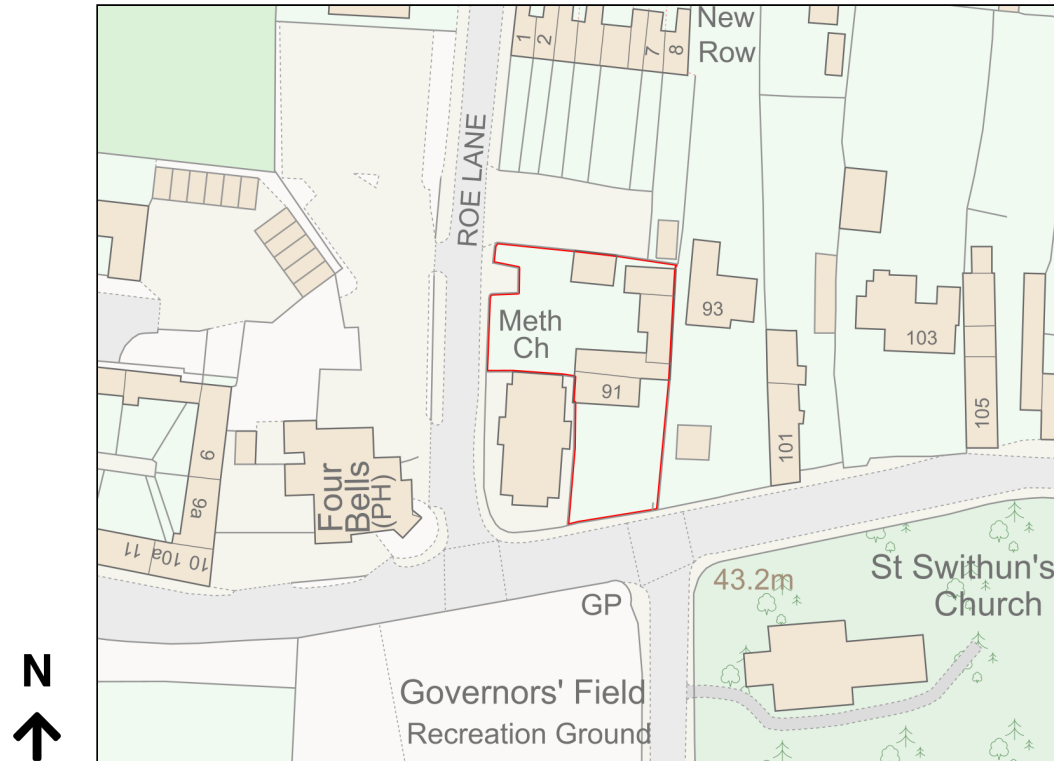 New
Row
1
2
7
8
ROE LANE
Meth
Ch
91
93
103
101
105
9
9a
10
10a
11
Four
Bells
(PH)
43.2m
St Swithun's
Church
GP
Governors' Field
Recreation Ground
N